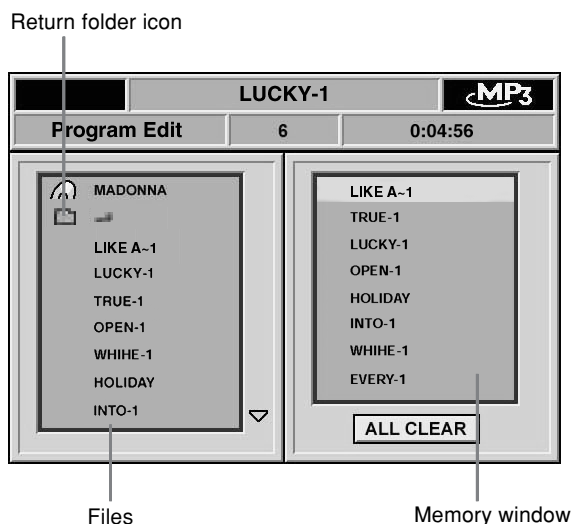 Return folder icon
LUCKY-1
MP3
Program Edit 6 0:04:56
MADONNA
LIKE A~1
LUCKY-1
TRUE-1
OPEN-1
WHIHE-1
HOLIDAY
INTO-1
LIKE A~1
TRUE-1
LUCKY-1
OPEN-1
HOLIDAY
INTO-1
WHIHE-1
EVERY-1
ALL CLEAR
Files
Memory window